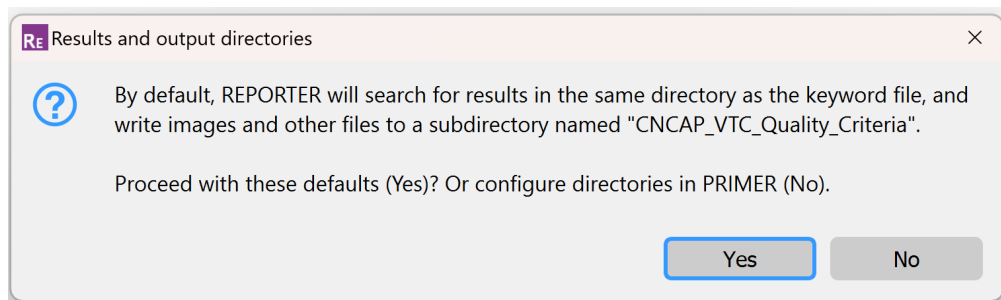 RE Results and output directories
By default, REPORTER will search for results in the same directory as the keyword file, and
write images and other files to a subdirectory named "CNCAP_VTC_Quality_Criteria".
Proceed with these defaults (Yes)? Or configure directories in PRIMER (No).
Yes
No